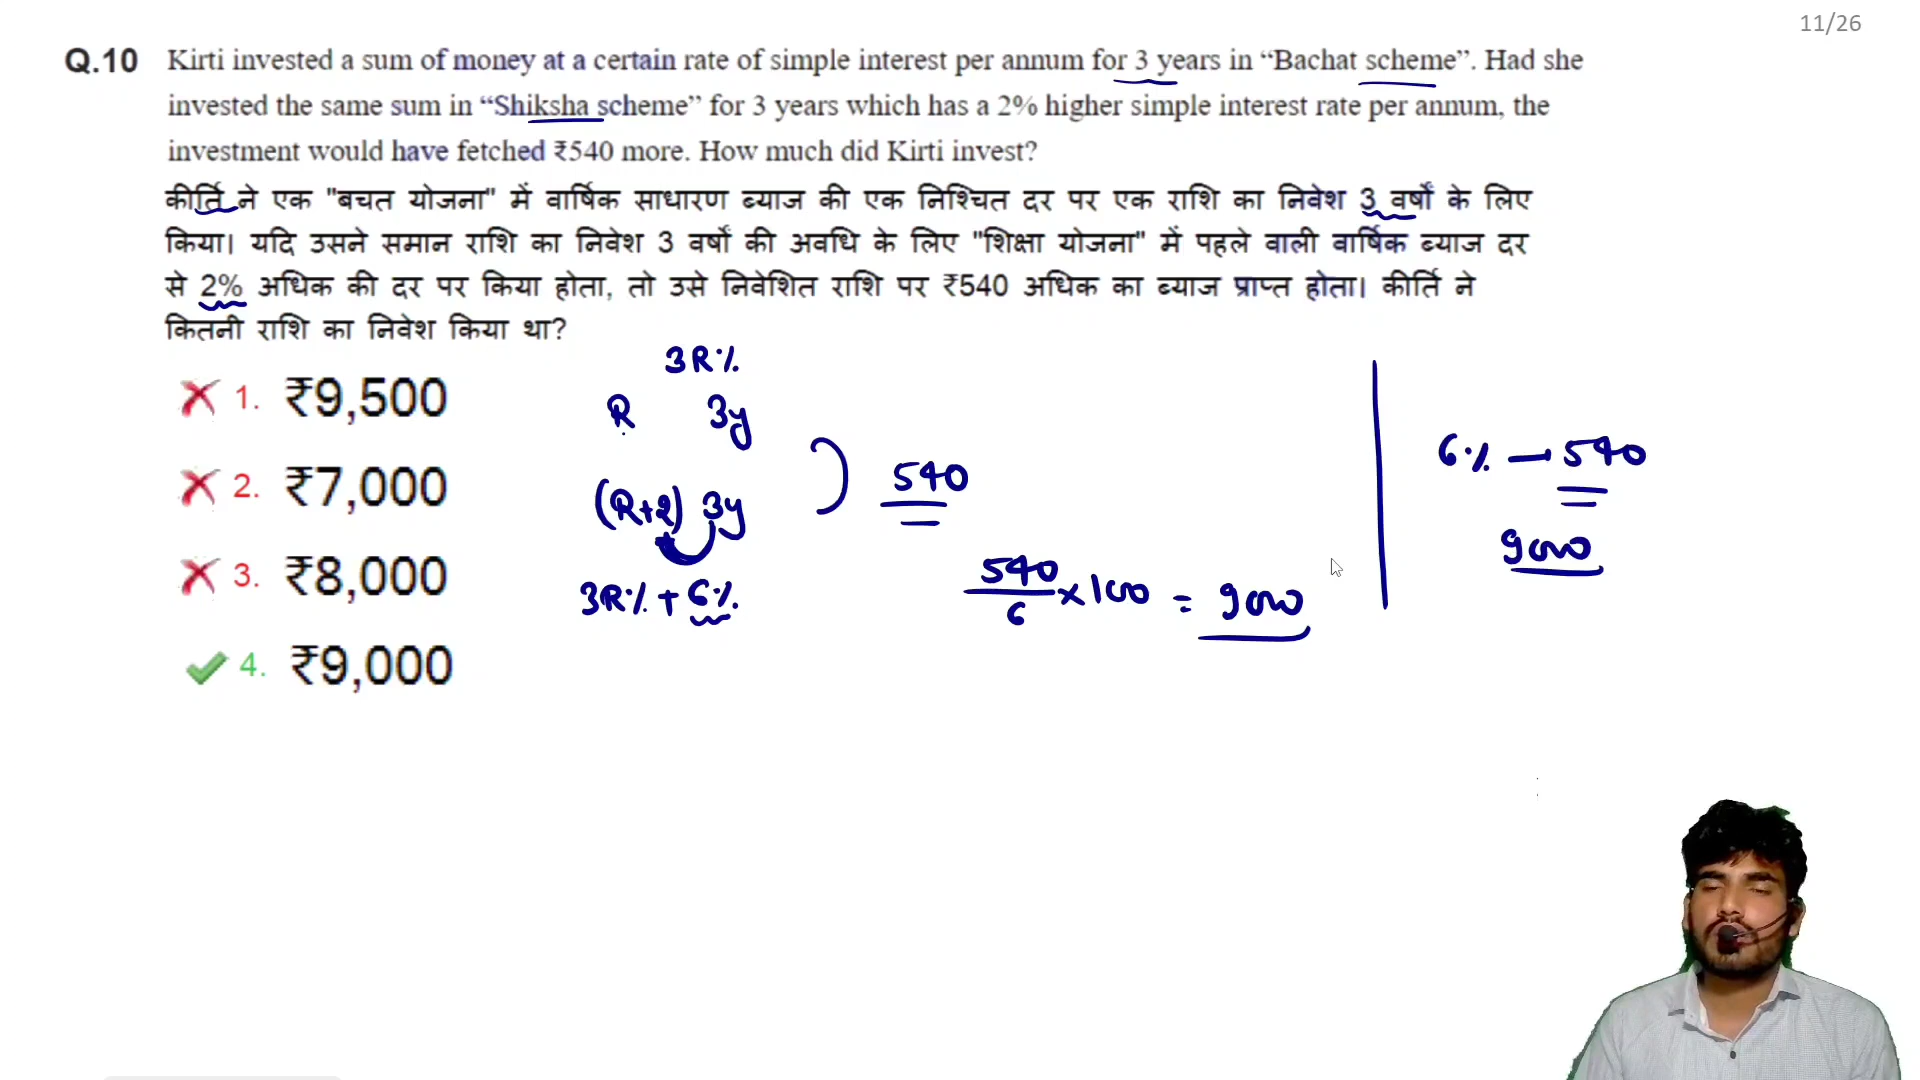 11/26
Q.10 Kirti invested a sum of money at a certain rate of simple interest per annum for 3 years in “Bachat scheme”. Had she
invested the same sum in “Shiksha scheme” for 3 years which has a 2% higher simple interest rate per annum, the
investment would have fetched ₹540 more. How much did Kirti invest?
कीर्ति ने एक "बचत योजना" में वार्षिक साधारण ब्याज की एक निश्चित दर पर एक राशि का निवेश 3 वर्षों के लिए
किया। यदि उसने समान राशि का निवेश 3 वर्षों की अवधि के लिए "शिक्षा योजना" में पहले वाली वार्षिक ब्याज दर
से 2% अधिक की दर पर किया होता, तो उसे निवेशित राशि पर ₹540 अधिक का ब्याज प्राप्त होता। कीर्ति ने
कितनी राशि का निवेश किया था?
1. ₹9,500
2. ₹7,000
3. ₹8,000
4. ₹9,000
3R%
R 3y
(R+2) 3y
540
3R% + 6%
540/6 × 100 = 9000
6% — 540
9000